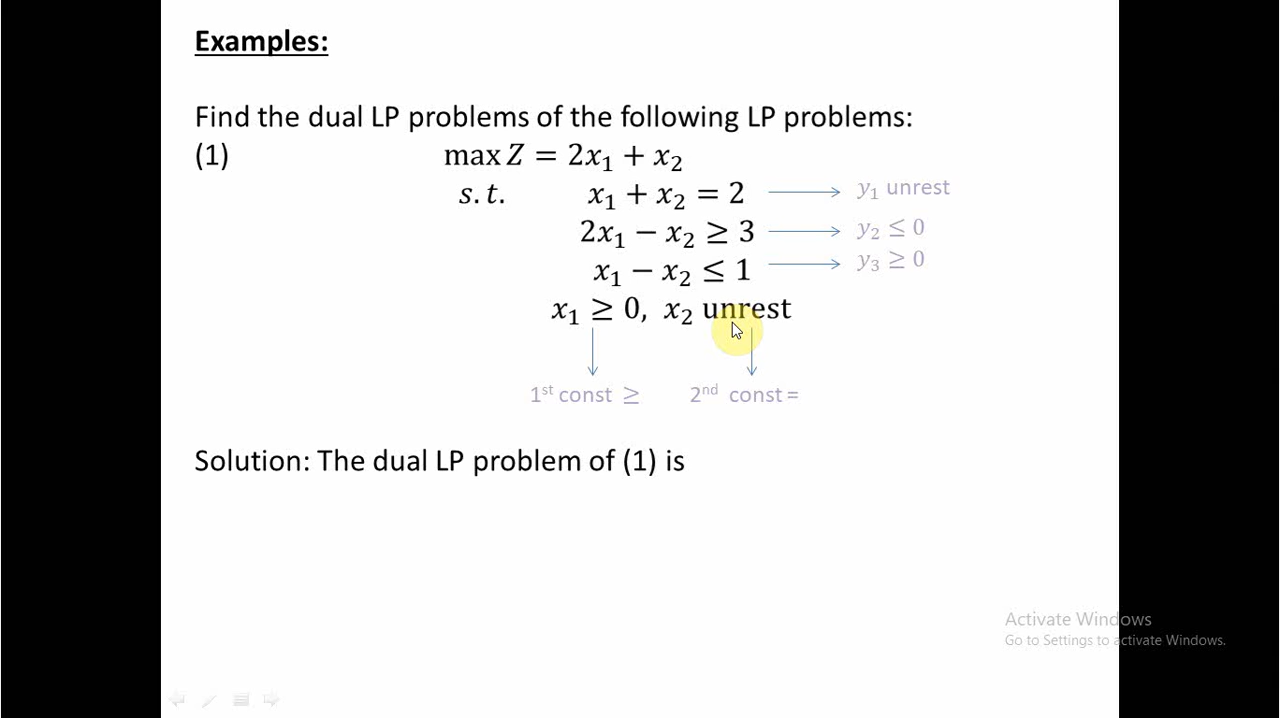 Examples:
Find the dual LP problems of the following LP problems:
(1) max Z = 2x₁ + x₂
s.t. x₁ + x₂ = 2 y₁ unrest
2x₁ − x₂ ≥ 3 y₂ ≤ 0
x₁ − x₂ ≤ 1 y₃ ≥ 0
x₁ ≥ 0, x₂ unrest
1st const ≥ 2nd const =
Solution: The dual LP problem of (1) is
Activate Windows
Go to Settings to activate Windows.